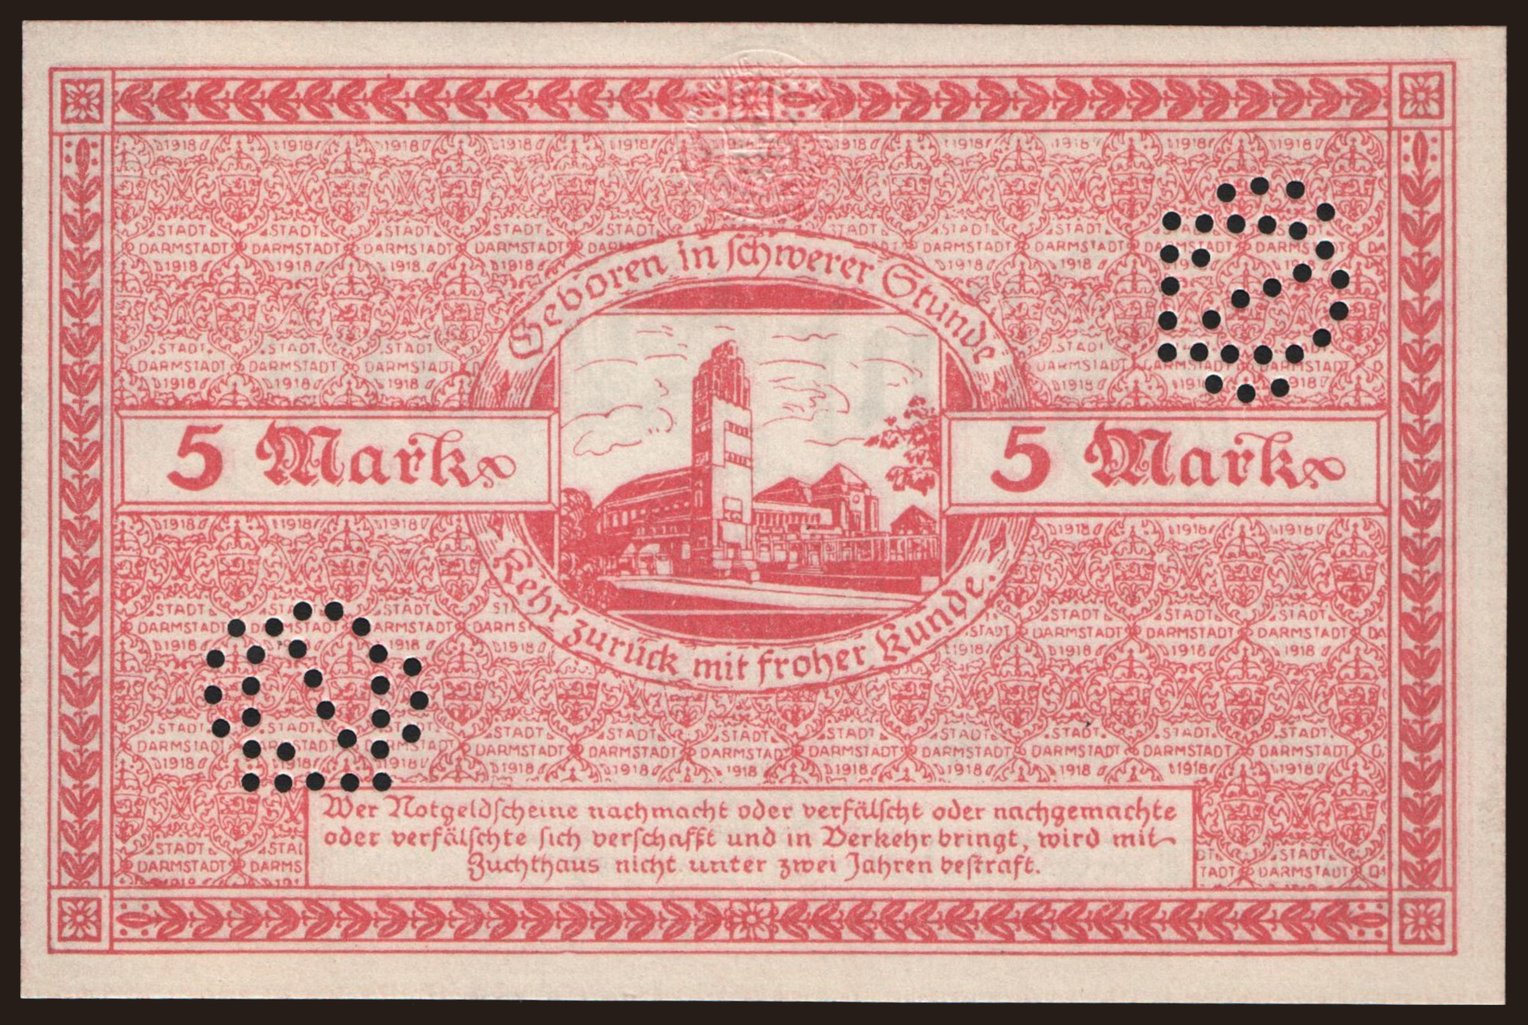 Geboren in schwerer Stunde
5 Mark
5 Mark
Kehr' zurück mit froher Kunde.
Wer Notgeldscheine nachmacht oder verfälscht oder nachgemachte
oder verfälschte sich verschafft und in Verkehr bringt, wird mit
Zuchthaus nicht unter zwei Jahren bestraft.
STADT
DARMSTADT
1918